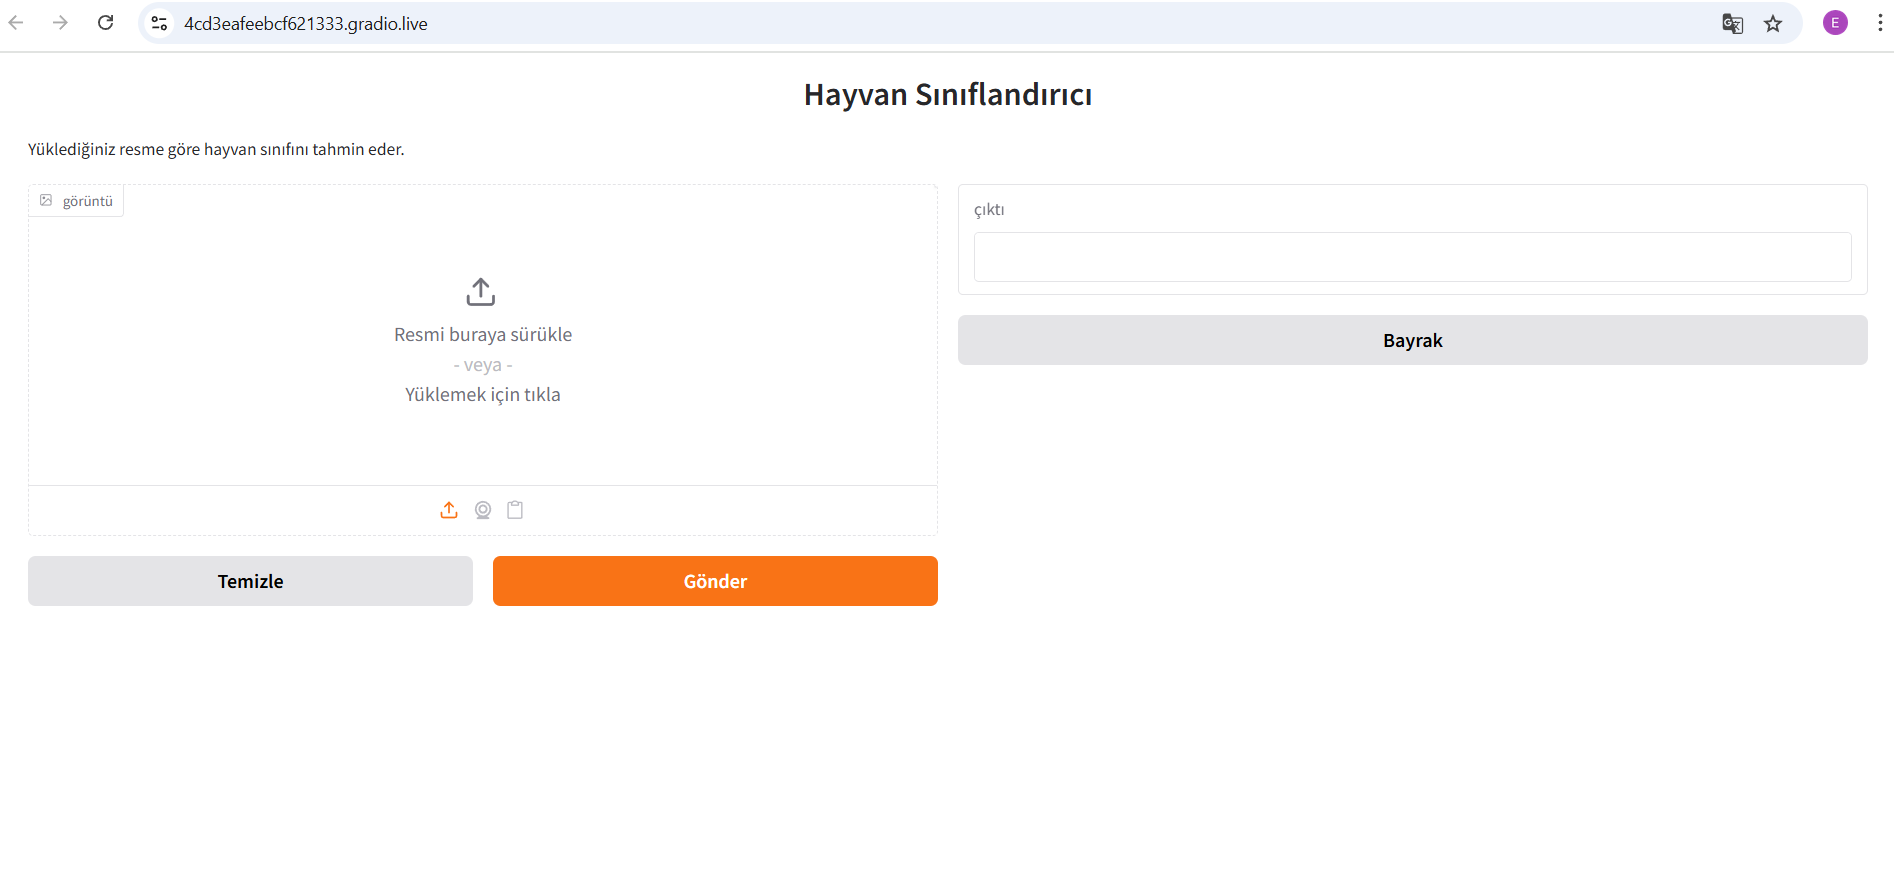 4cd3eafeebcf621333.gradio.live
E
Hayvan Sınıflandırıcı
Yüklediğiniz resme göre hayvan sınıfını tahmin eder.
görüntü
Resmi buraya sürükle
- veya -
Yüklemek için tıkla
Temizle
Gönder
çıktı
Bayrak